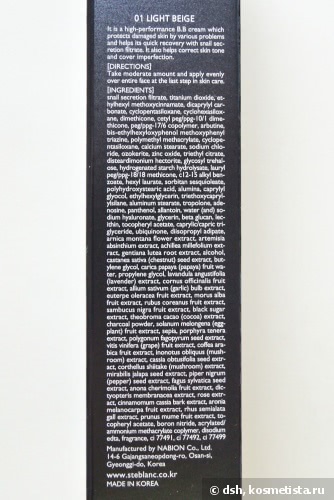 01 LIGHT BEIGE
It is a high-performance B.B cream which
protects damaged skin by various problems
and helps its quick recovery with snail sec-
retion filtrate. It also helps correct skin tone
and cover imperfection.
[DIRECTIONS]
Take moderate amount and apply evenly
over entire face at the last step in skin care.
[INGREDIENTS]
snail secretion filtrate, titanium dioxide, et-
hylhexyl methoxycinnamate, dicaprylyl carb-
onate, cyclopentasiloxane, cyclohexasilox-
ane, dimethicone, cetyl peg/ppg-10/1 dime-
thicone, peg/ppg-17/6 copolymer, arbutine,
bis-ethylhexyloxyphenol methoxyphenyl
triazine, polymethyl methacrylate, cyclope-
ntasiloxane, calcium stearate, sodium chl-
oride, ozokerite, zinc oxide, triethyl citrate,
disteardimonium hectorite, glycosyl trehal-
ose, hydrogenated starch hydrolysate, lauryl
peg/ppg-18/18 methicone, c12-15 alkyl ben-
zoate, hexyl laurate, sorbitan sesquioleate,
polyhydroxystearic acid, alumina, caprylyl
glycol, ethylhexylglycerin, triethoxycapryl-
ylsilane, aluminum stearate, tropolone, ade-
nosine, panthenol, allantoin, water (and) so-
dium hyaluronate, glycerin, beta glucan, lec-
ithin, tocopheryl acetate, caprylic/capric tri-
glyceride, ubiquinone, diisopropyl adipate,
arnica montana flower extract, artemisia
absinthium extract, achillea millefolium ext-
ract, gentiana lutea root extract, alcohol,
castanea sativa (chestnut) seed extract, but-
ylene glycol, carica papaya (papaya) fruit wa-
ter, propylene glycol, lavandula angustifolia
(lavender) extract, cornus officinalis fruit
extract, allium sativum (garlic) bulb extract,
euterpe oleracea fruit extract, morus alba
fruit extract, rubus coreanus fruit extract,
sambucus nigra fruit extract, black sugar
extract, theobroma cacao (cocoa) extract,
charcoal powder, solanum melongena (egg-
plant) fruit extract, sepia, porphyra tenera
extract, polygonum fagopyrum seed extract,
vitis vinifera (grape) fruit extract, coffea ara-
bica fruit extract, inonotus obliquus (mush-
room) extract, cassia obtusifolia seed extr-
act, corthellus shiitake (mushroom) extract,
mirabilis jalapa seed extract, piper nigrum
(pepper) seed extract, fagus sylvatica seed
extract, anona cherimolia fruit extract, dic-
tyopteris membranacea extract, rose extr-
act, cinnamomum cassia bark extract, aronia
melanocarpa fruit extract, rhus semialata
gall extract, prunus mume fruit extract, to-
copheryl acetate, boron nitride, acrylated/
ammonium methacrylate coplymer, disodium
edta, fragrance, ci 77491, ci 77492, ci 77499
Manufactured by NABION Co., Ltd.
14-6 Gajangsaneopdong-ro, Osan-si,
Gyeonggi-do, Korea
www.steblanc.co.kr
MADE IN KOREA
© dsh, kosmetista.ru